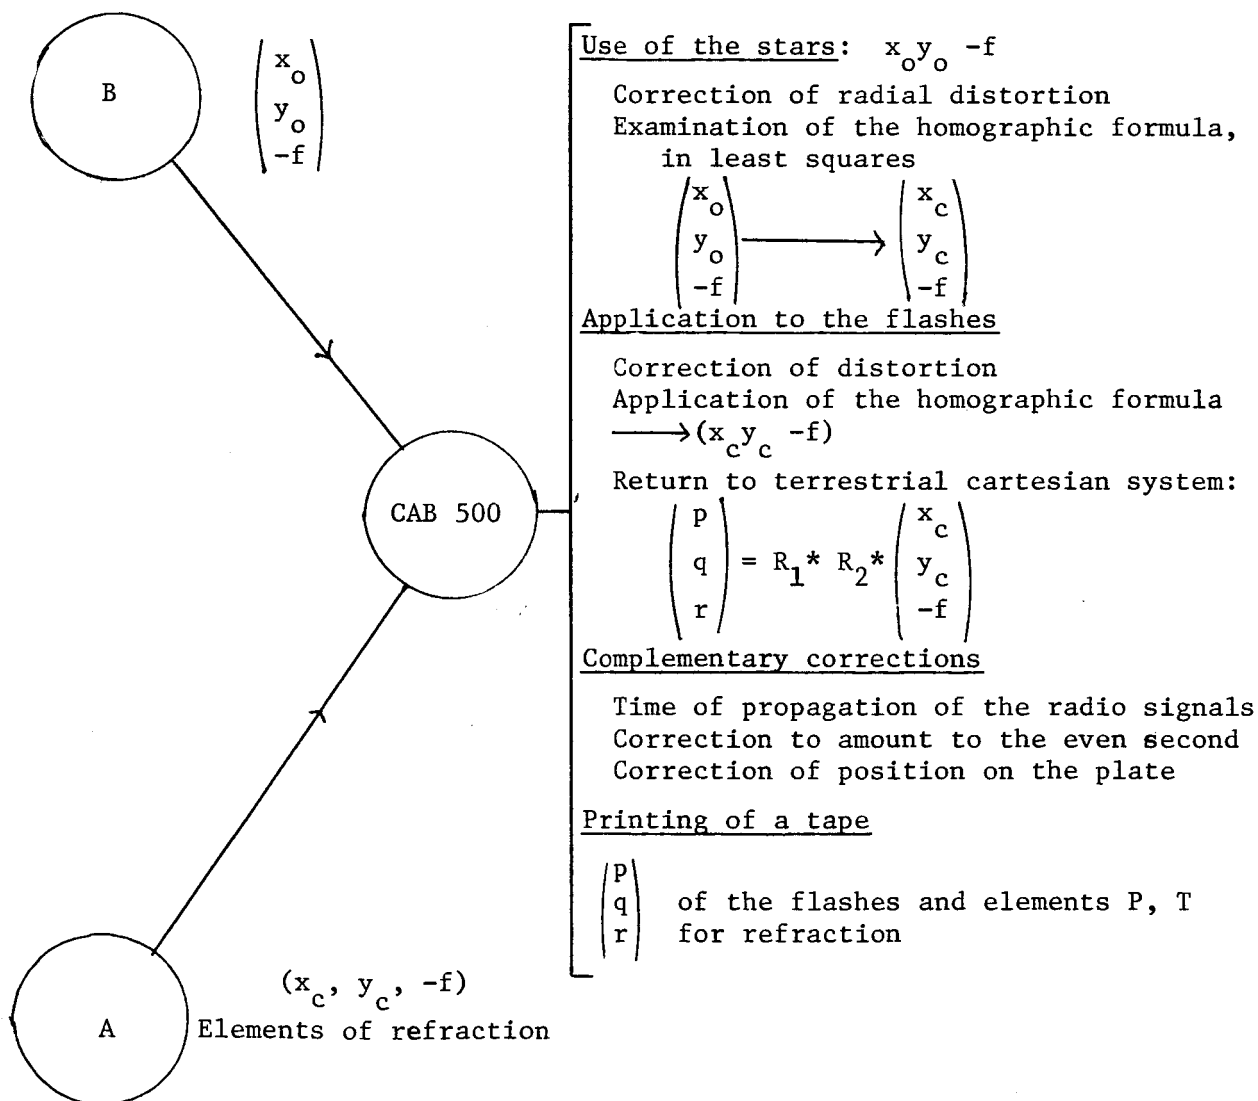 B
x_o
y_o
-f
CAB 500
A
(x_c, y_c, -f)
Elements of refraction
Use of the stars: x_o y_o -f
Correction of radial distortion
Examination of the homographic formula,
in least squares
x_o x_c
y_o ⟶ y_c
-f -f
Application to the flashes
Correction of distortion
Application of the homographic formula
⟶ (x_c y_c -f)
Return to terrestrial cartesian system:
p x_c
q = R_1* R_2* y_c
r -f
Complementary corrections
Time of propagation of the radio signals
Correction to amount to the even second
Correction of position on the plate
Printing of a tape
p
q of the flashes and elements P, T
r for refraction